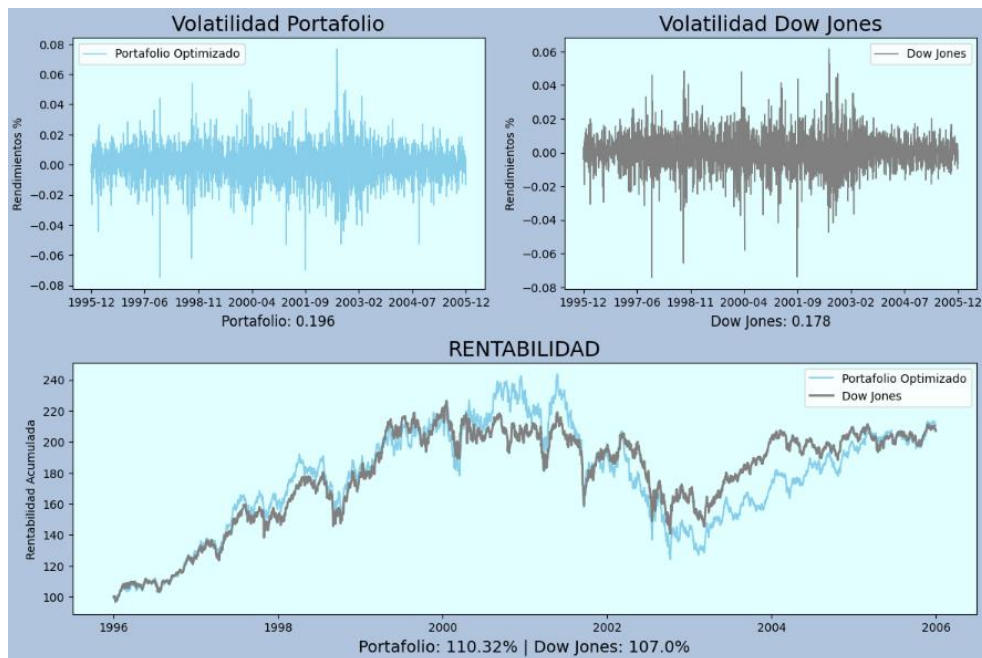 Volatilidad Portafolio
Portafolio Optimizado
Rendimientos %
0.08
0.06
0.04
0.02
0.00
−0.02
−0.04
−0.06
−0.08
1995-12 1997-06 1998-11 2000-04 2001-09 2003-02 2004-07 2005-12
Portafolio: 0.196
Volatilidad Dow Jones
Dow Jones
Rendimientos %
0.06
0.04
0.02
0.00
−0.02
−0.04
−0.06
−0.08
1995-12 1997-06 1998-11 2000-04 2001-09 2003-02 2004-07 2005-12
Dow Jones: 0.178
RENTABILIDAD
Portafolio Optimizado
Dow Jones
Rentabilidad Acumulada
240
220
200
180
160
140
120
100
1996 1998 2000 2002 2004 2006
Portafolio: 110.32% | Dow Jones: 107.0%